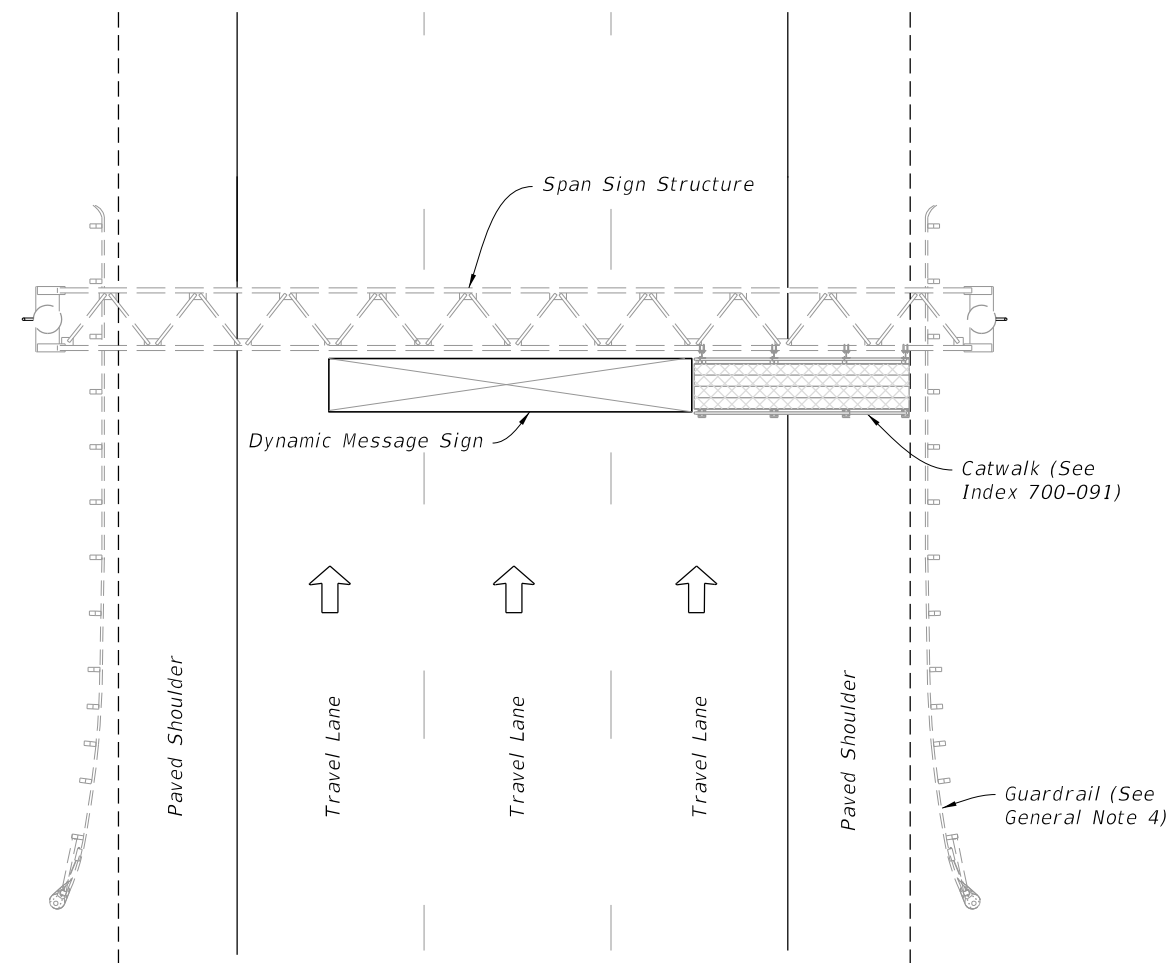 Span Sign Structure
Dynamic Message Sign
Catwalk (See
Index 700-091)
Paved Shoulder
Travel Lane
Travel Lane
Travel Lane
Paved Shoulder
Guardrail (See
General Note 4)